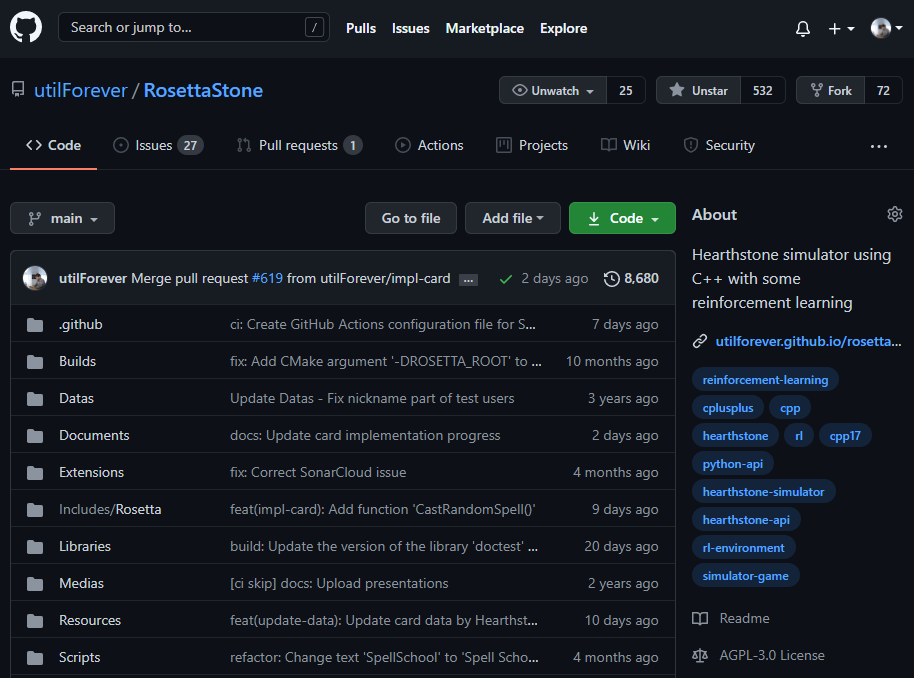 Search or jump to... /
Pulls Issues Marketplace Explore
utilForever / RosettaStone
Unwatch 25 Unstar 532 Fork 72
Code Issues 27 Pull requests 1 Actions Projects Wiki Security ...
main Go to file Add file Code
utilForever Merge pull request #619 from utilForever/impl-card ... 2 days ago 8,680
.github ci: Create GitHub Actions configuration file for S... 7 days ago
Builds fix: Add CMake argument '-DROSETTA_ROOT' to ... 10 months ago
Datas Update Datas - Fix nickname part of test users 3 years ago
Documents docs: Update card implementation progress 2 days ago
Extensions fix: Correct SonarCloud issue 4 months ago
Includes/Rosetta feat(impl-card): Add function 'CastRandomSpell()' 9 days ago
Libraries build: Update the version of the library 'doctest' ... 20 days ago
Medias [ci skip] docs: Upload presentations 2 years ago
Resources feat(update-data): Update card data by Hearthst... 10 days ago
Scripts refactor: Change text 'SpellSchool' to 'Spell Scho... 4 months ago
About
Hearthstone simulator using
C++ with some
reinforcement learning
utilforever.github.io/rosetta...
reinforcement-learning
cplusplus cpp
hearthstone rl cpp17
python-api
hearthstone-simulator
hearthstone-api
rl-environment
simulator-game
Readme
AGPL-3.0 License